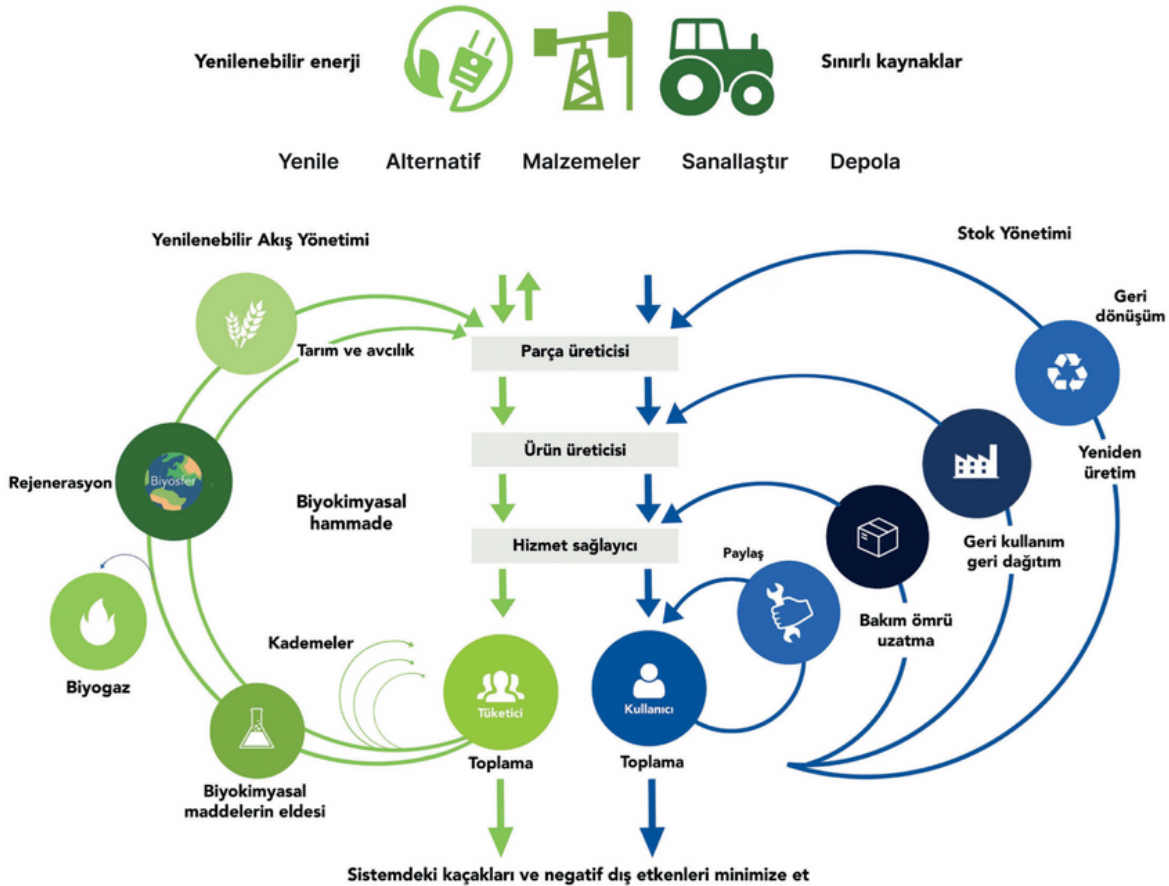 Yenilenebilir enerji
Sınırlı kaynaklar
Yenile Alternatif Malzemeler Sanallaştır Depola
Yenilenebilir Akış Yönetimi
Stok Yönetimi
Geri
dönüşüm
Tarım ve avcılık
Parça üreticisi
Ürün üreticisi
Yeniden
üretim
Rejenerasyon
Biyosfer
Biyokimyasal
hammade
Hizmet sağlayıcı
Paylaş
Geri kullanım
geri dağıtım
Bakım ömrü
uzatma
Kademeler
Biyogaz
Tüketici
Kullanıcı
Toplama
Toplama
Biyokimyasal
maddelerin eldesi
Sistemdeki kaçakları ve negatif dış etkenleri minimize et